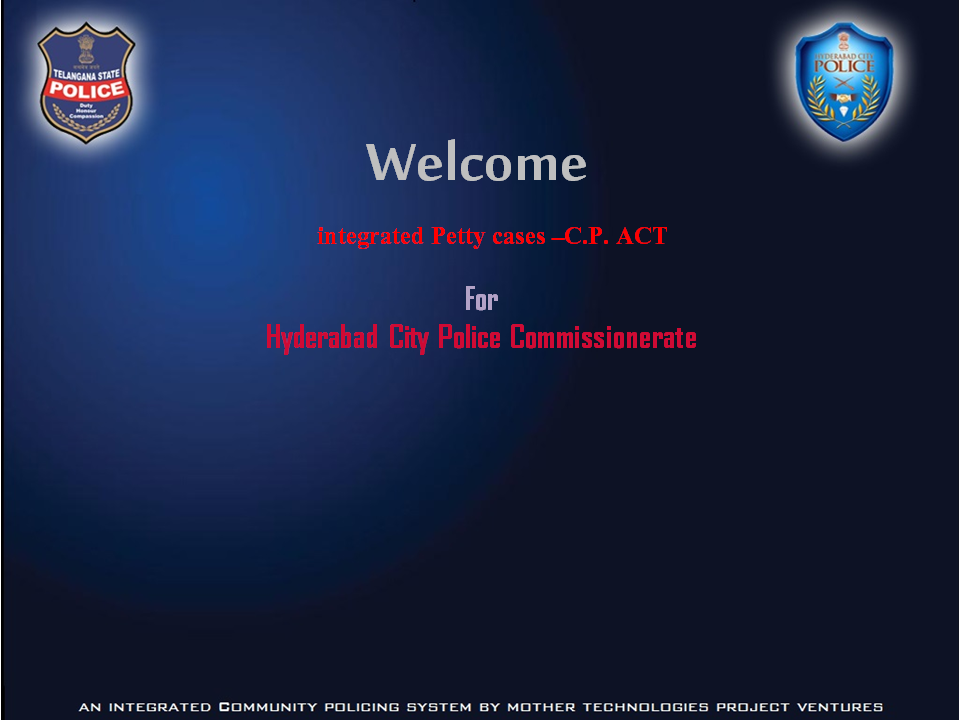 TELANGANA STATE
POLICE
Duty
Honour
Compassion
HYDERABAD CITY
POLICE
Welcome
integrated Petty cases –C.P. ACT
For
Hyderabad City Police Commissionerate
AN INTEGRATED COMMUNITY POLICING SYSTEM BY MOTHER TECHNOLOGIES PROJECT VENTURES